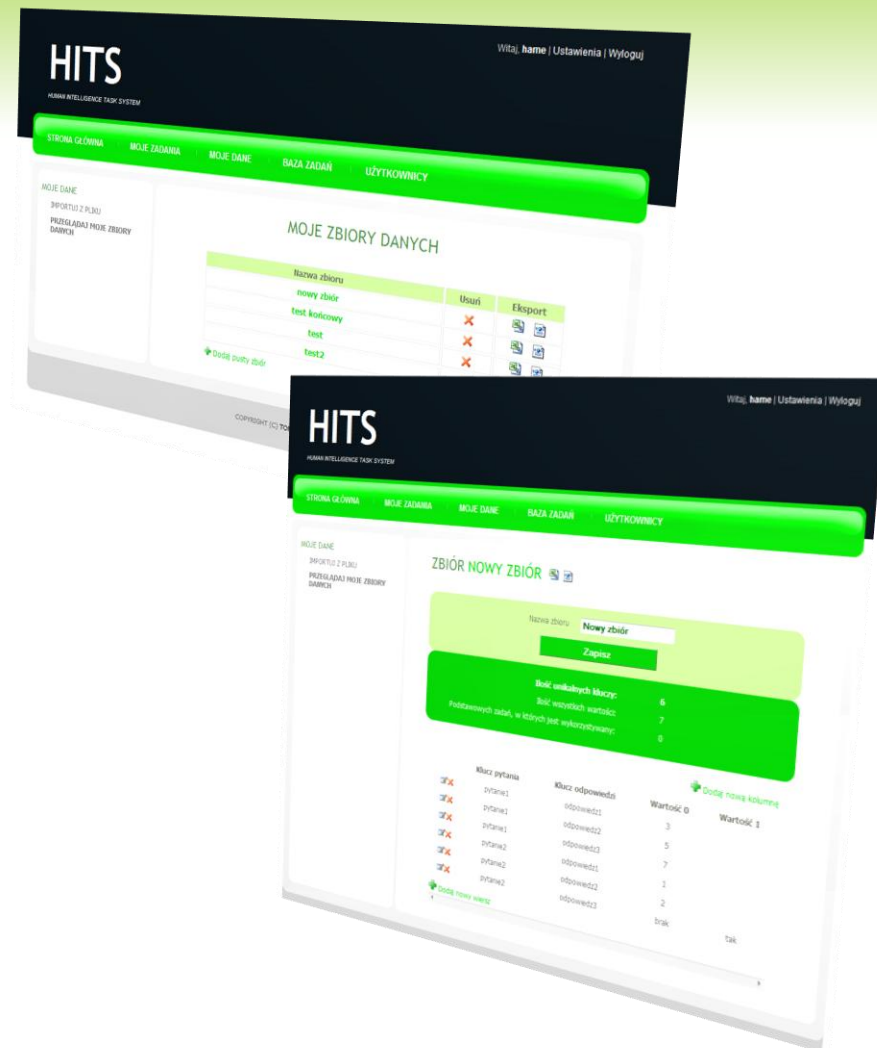 Witaj, hame | Ustawienia | Wyloguj
HITS
HUMAN INTELLIGENCE TASK SYSTEM
STRONA GŁÓWNA MOJE ZADANIA MOJE DANE BAZA ZADAŃ UŻYTKOWNICY
MOJE DANE
IMPORTUJ Z PLIKU
PRZEGLĄDAJ MOJE ZBIORY
DANYCH
MOJE ZBIORY DANYCH
Nazwa zbioru Usuń Eksport
nowy zbiór
test końcowy
test
test2
Dodaj pusty zbiór
COPYRIGHT (C)
Witaj, hame | Ustawienia | Wyloguj
HITS
HUMAN INTELLIGENCE TASK SYSTEM
STRONA GŁÓWNA MOJE ZADANIA MOJE DANE BAZA ZADAŃ UŻYTKOWNICY
MOJE DANE
IMPORTUJ Z PLIKU
PRZEGLĄDAJ MOJE ZBIORY
DANYCH
ZBIÓR NOWY ZBIÓR
Nazwa zbioru Nowy zbiór
Zapisz
Ilość unikalnych kluczy: 6
Ilość wszystkich wartości: 7
Podstawowych zadań, w których jest wykorzystywany: 0
Dodaj nową kolumnę
Klucz pytania Klucz odpowiedzi Wartość 0 Wartość 1
pytanie1 odpowiedz1 3
pytanie1 odpowiedz2 5
pytanie1 odpowiedz3 7
pytanie2 odpowiedz1 1
pytanie2 odpowiedz2 2
pytanie2 odpowiedz3 brak tak
Dodaj nowy wiersz